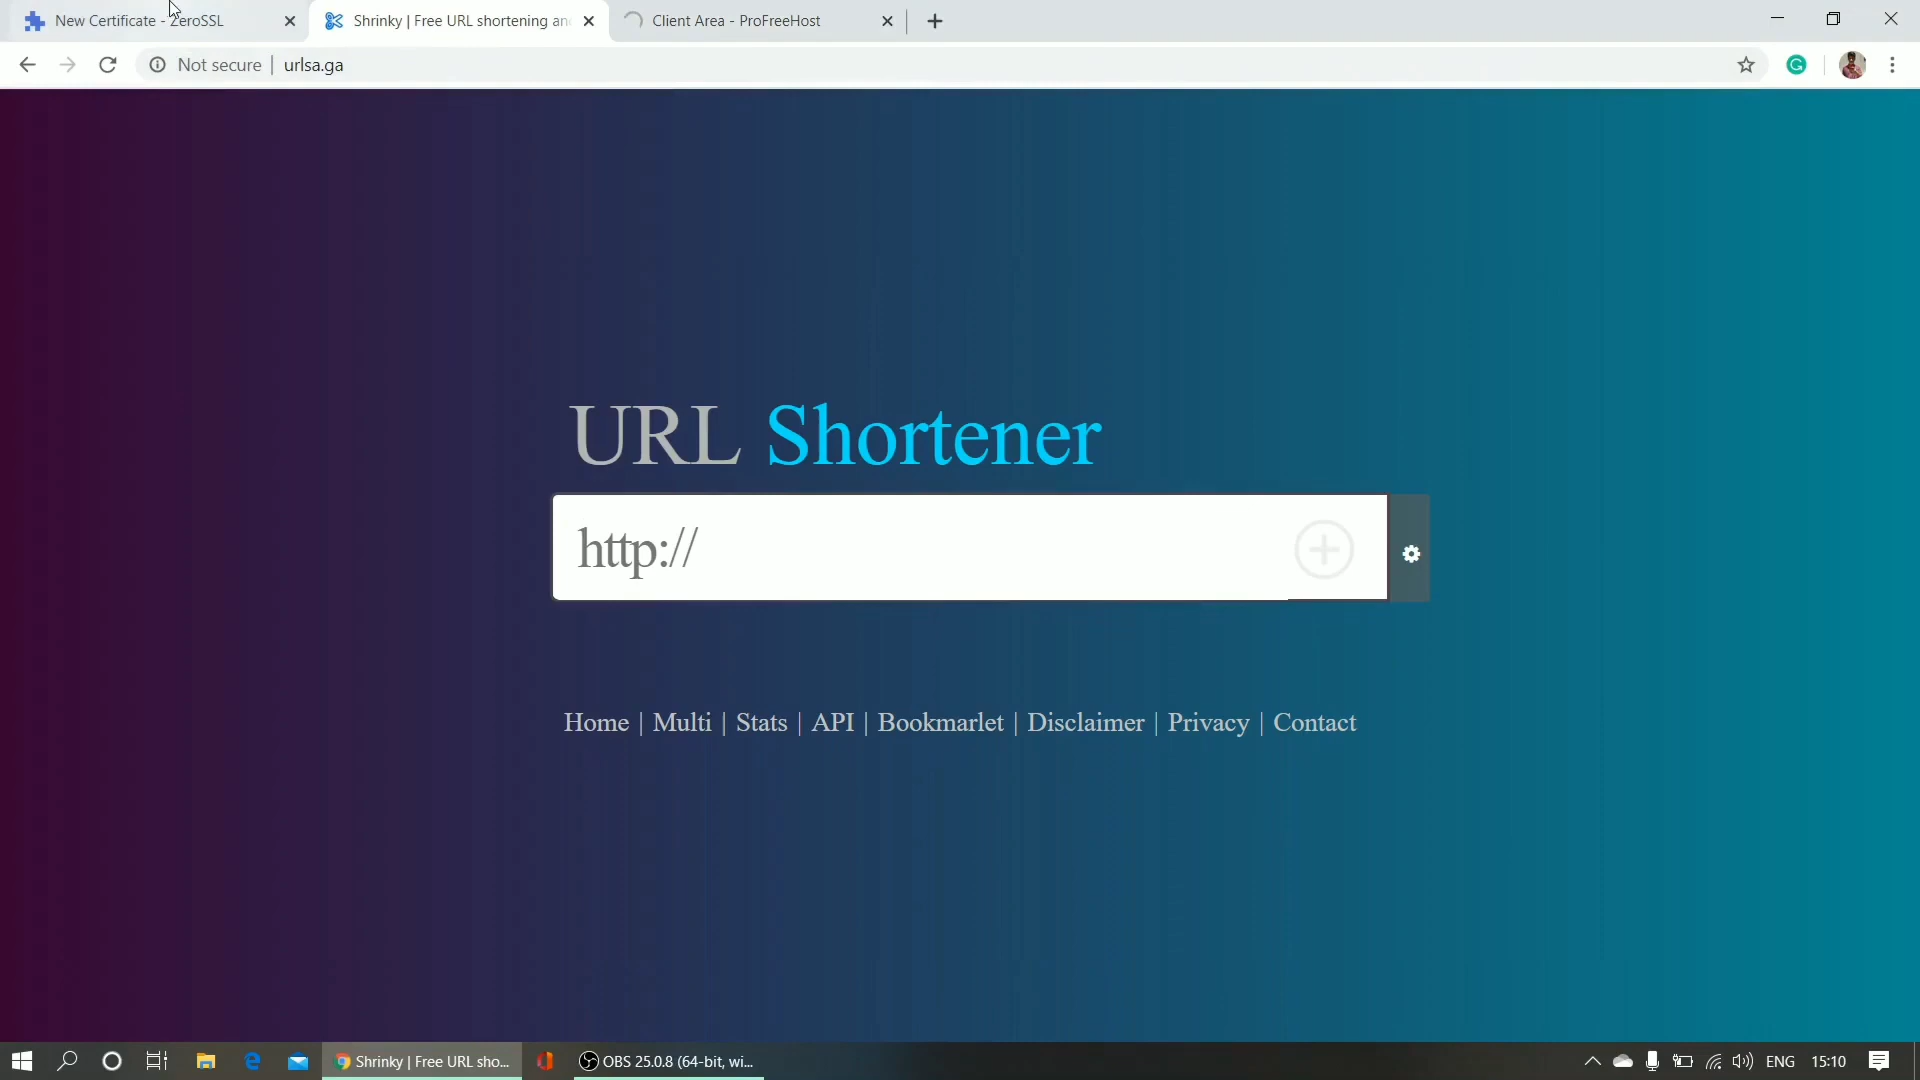 New Certificate - ZeroSSL
Shrinky | Free URL shortening an
Client Area - ProFreeHost
Not secure | urlsa.ga
URL Shortener
http://
Home | Multi | Stats | API | Bookmarlet | Disclaimer | Privacy | Contact
Shrinky | Free URL sho...
OBS 25.0.8 (64-bit, wi...
ENG
15:10